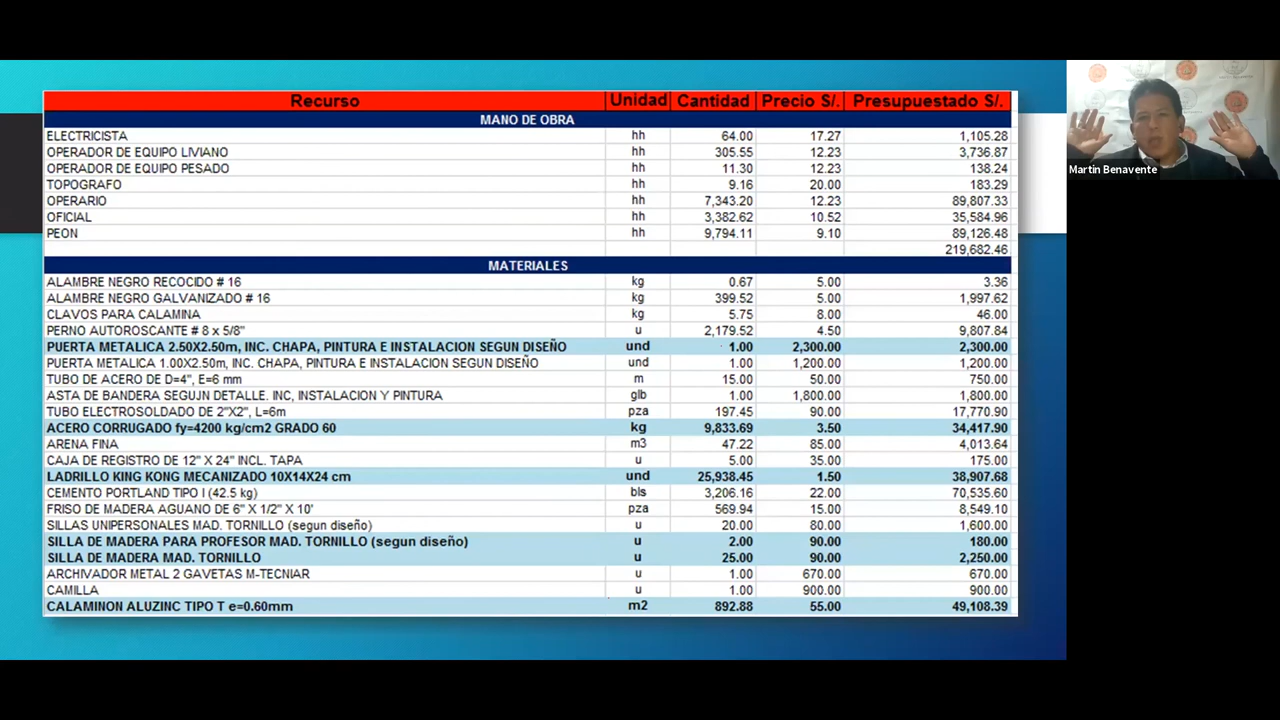 Recurso Unidad Cantidad Precio S/. Presupuestado S/.
MANO DE OBRA
ELECTRICISTA hh 64.00 17.27 1,105.28
OPERADOR DE EQUIPO LIVIANO hh 305.55 12.23 3,736.87
OPERADOR DE EQUIPO PESADO hh 11.30 12.23 138.24
TOPOGRAFO hh 9.16 20.00 183.29
OPERARIO hh 7,343.20 12.23 89,807.33
OFICIAL hh 3,382.62 10.52 35,584.96
PEON hh 9,794.11 9.10 89,126.48
219,682.46
MATERIALES
ALAMBRE NEGRO RECOCIDO # 16 kg 0.67 5.00 3.36
ALAMBRE NEGRO GALVANIZADO # 16 kg 399.52 5.00 1,997.62
CLAVOS PARA CALAMINA kg 5.75 8.00 46.00
PERNO AUTOROSCANTE # 8 x 5/8" u 2,179.52 4.50 9,807.84
PUERTA METALICA 2.50X2.50m, INC. CHAPA, PINTURA E INSTALACION SEGUN DISEÑO und 1.00 2,300.00 2,300.00
PUERTA METALICA 1.00X2.50m, INC. CHAPA, PINTURA E INSTALACION SEGUN DISEÑO und 1.00 1,200.00 1,200.00
TUBO DE ACERO DE D=4", E=6 mm m 15.00 50.00 750.00
ASTA DE BANDERA SEGUJN DETALLE. INC, INSTALACION Y PINTURA glb 1.00 1,800.00 1,800.00
TUBO ELECTROSOLDADO DE 2"X2", L=6m pza 197.45 90.00 17,770.90
ACERO CORRUGADO fy=4200 kg/cm2 GRADO 60 kg 9,833.69 3.50 34,417.90
ARENA FINA m3 47.22 85.00 4,013.64
CAJA DE REGISTRO DE 12" X 24" INCL. TAPA u 5.00 35.00 175.00
LADRILLO KING KONG MECANIZADO 10X14X24 cm und 25,938.45 1.50 38,907.68
CEMENTO PORTLAND TIPO I (42.5 kg) bls 3,206.16 22.00 70,535.60
FRISO DE MADERA AGUANO DE 6" X 1/2" X 10' pza 569.94 15.00 8,549.10
SILLAS UNIPERSONALES MAD. TORNILLO (segun diseño) u 20.00 80.00 1,600.00
SILLA DE MADERA PARA PROFESOR MAD. TORNILLO (segun diseño) u 2.00 90.00 180.00
SILLA DE MADERA MAD. TORNILLO u 25.00 90.00 2,250.00
ARCHIVADOR METAL 2 GAVETAS M-TECNIAR u 1.00 670.00 670.00
CAMILLA u 1.00 900.00 900.00
CALAMINON ALUZINC TIPO T e=0.60mm m2 892.88 55.00 49,108.39
Martin Benavente